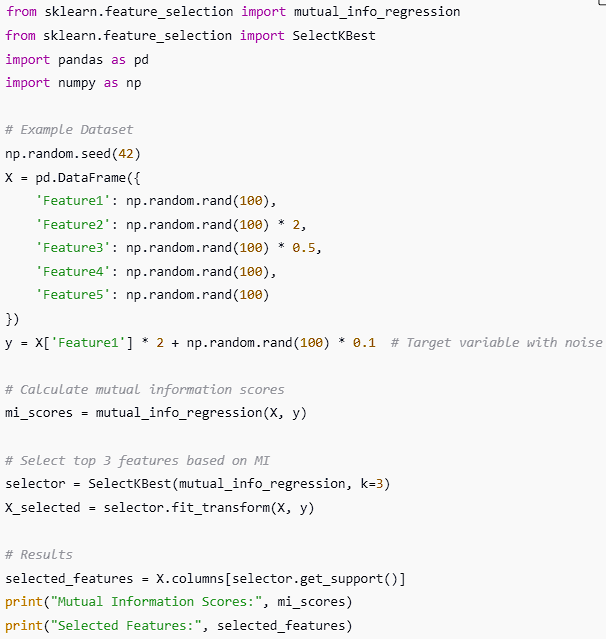 from sklearn.feature_selection import mutual_info_regression
from sklearn.feature_selection import SelectKBest
import pandas as pd
import numpy as np

# Example Dataset
np.random.seed(42)
X = pd.DataFrame({
    'Feature1': np.random.rand(100),
    'Feature2': np.random.rand(100) * 2,
    'Feature3': np.random.rand(100) * 0.5,
    'Feature4': np.random.rand(100),
    'Feature5': np.random.rand(100)
})
y = X['Feature1'] * 2 + np.random.rand(100) * 0.1  # Target variable with noise

# Calculate mutual information scores
mi_scores = mutual_info_regression(X, y)

# Select top 3 features based on MI
selector = SelectKBest(mutual_info_regression, k=3)
X_selected = selector.fit_transform(X, y)

# Results
selected_features = X.columns[selector.get_support()]
print("Mutual Information Scores:", mi_scores)
print("Selected Features:", selected_features)